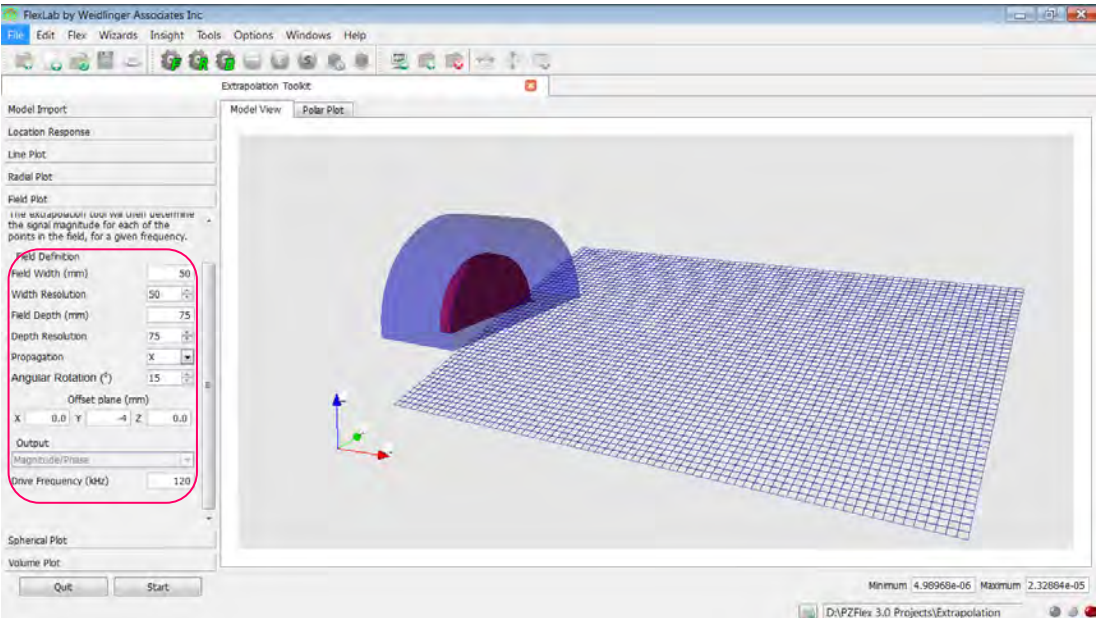 FlexLab by Weidlinger Associates Inc
File Edit Flex Wizards Insight Tools Options Windows Help
Extrapolation Toolkit
Model Import
Location Response
Line Plot
Radial Plot
Field Plot
Model View Polar Plot
The extrapolation tool will then determine
the signal magnitude for each of the
points in the field, for a given frequency.
Field Definition
Field Width (mm) 50
Width Resolution 50
Field Depth (mm) 75
Depth Resolution 75
Propagation X
Angular Rotation (°) 15
Offset plane (mm)
X 0.0 Y -4 Z 0.0
Output
Magnitude/Phase
Drive Frequency (kHz) 120
Spherical Plot
Volume Plot
Quit Start
Minimum 4.98968e-06 Maximum 2.32884e-05
D:\PZFlex 3.0 Projects\Extrapolation